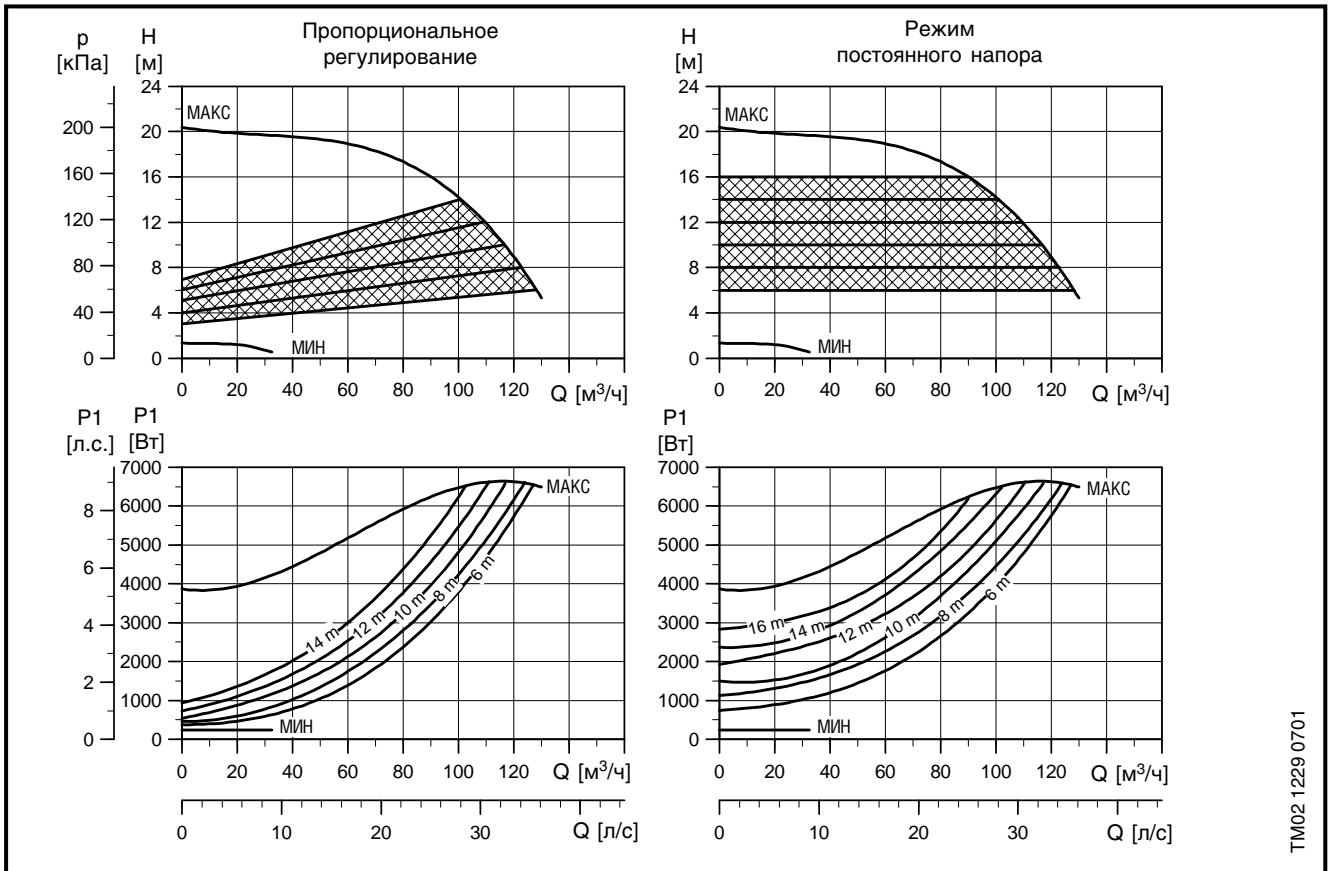 Пропорциональное
регулирование
p
[кПа]
H
[м]
24
20
16
12
8
4
0
200
160
120
80
40
0
МАКС
МИН
0 20 40 60 80 100 120 Q [м³/ч]
Режим
постоянного напора
H
[м]
24
20
16
12
8
4
0
МАКС
МИН
0 20 40 60 80 100 120 Q [м³/ч]
P1
[л.с.]
P1
[Вт]
8
6
4
2
0
7000
6000
5000
4000
3000
2000
1000
0
МАКС
14 m
12 m
10 m
8 m
6 m
МИН
0 20 40 60 80 100 120 Q [м³/ч]
0 10 20 30 Q [л/с]
P1
[Вт]
7000
6000
5000
4000
3000
2000
1000
0
МАКС
16 m
14 m
12 m
10 m
8 m
6 m
МИН
0 20 40 60 80 100 120 Q [м³/ч]
0 10 20 30 Q [л/с]
TM02 1229 0701